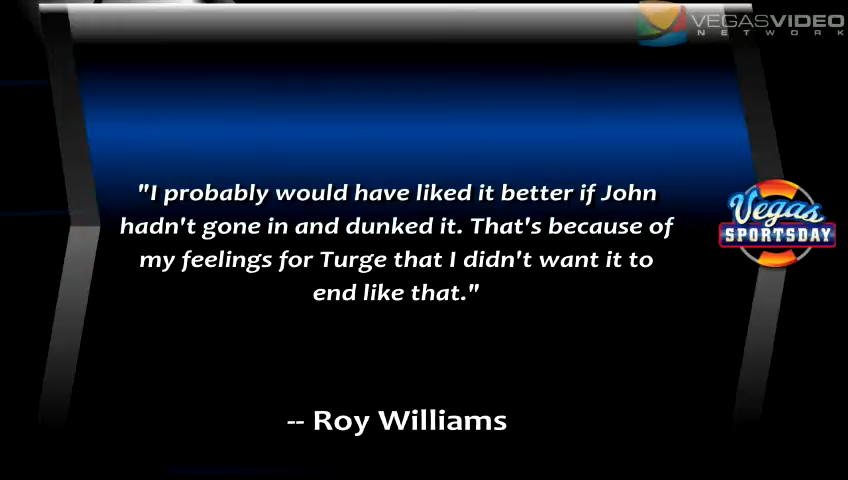 VEGASVIDEO
NETWORK
"I probably would have liked it better if John
hadn't gone in and dunked it. That's because of
my feelings for Turge that I didn't want it to
end like that."
Vegas
SPORTSDAY
-- Roy Williams